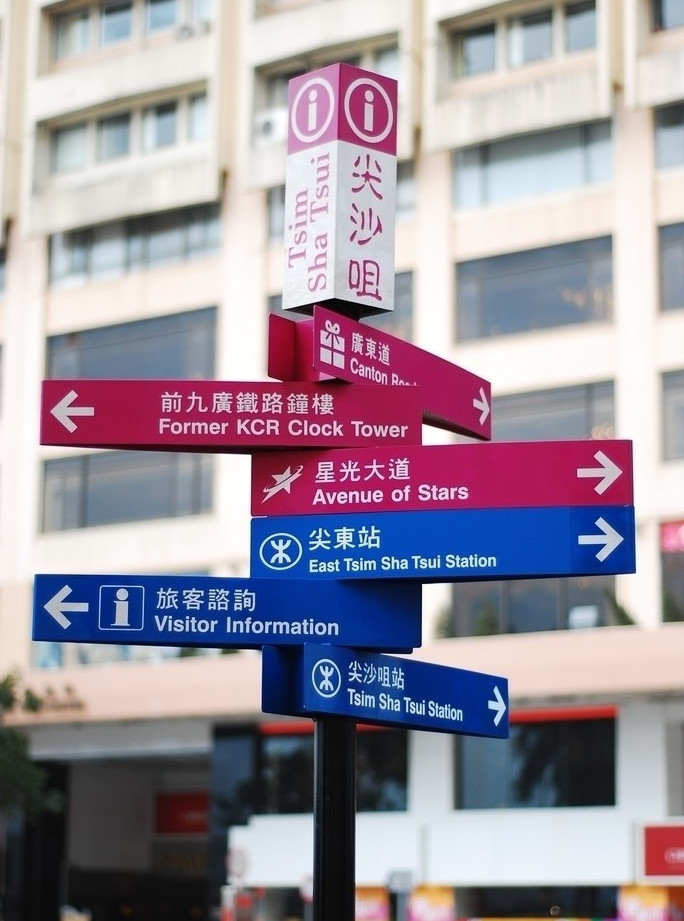 Tsim
Sha Tsui
尖沙咀
廣東道
Canton Road
前九廣鐵路鐘樓
Former KCR Clock Tower
星光大道
Avenue of Stars
尖東站
East Tsim Sha Tsui Station
旅客諮詢
Visitor Information
尖沙咀站
Tsim Sha Tsui Station